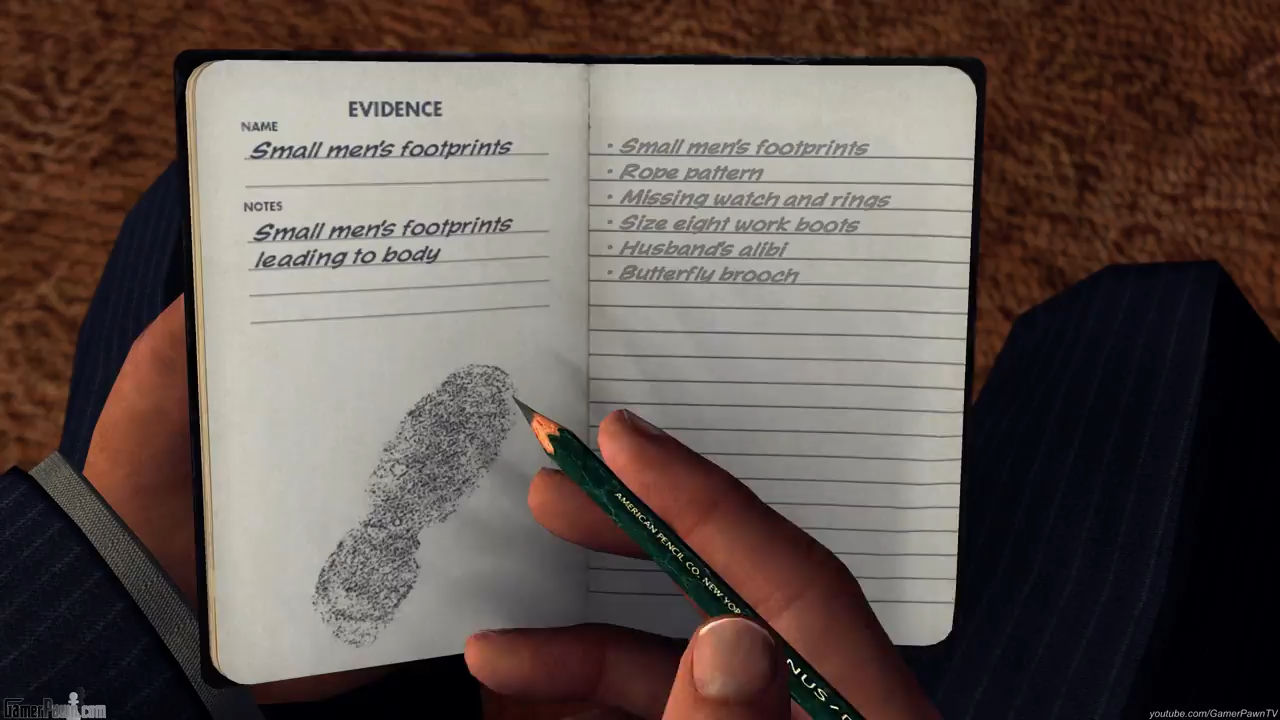 EVIDENCE
NAME
Small men's footprints
NOTES
Small men's footprints
leading to body
• Small men's footprints
• Rope pattern
• Missing watch and rings
• Size eight work boots
• Husband's alibi
• Butterfly brooch
AMERICAN PENCIL CO. NEW YOR
NUS
GamerPawn.com
youtube.com/GamerPawnTV